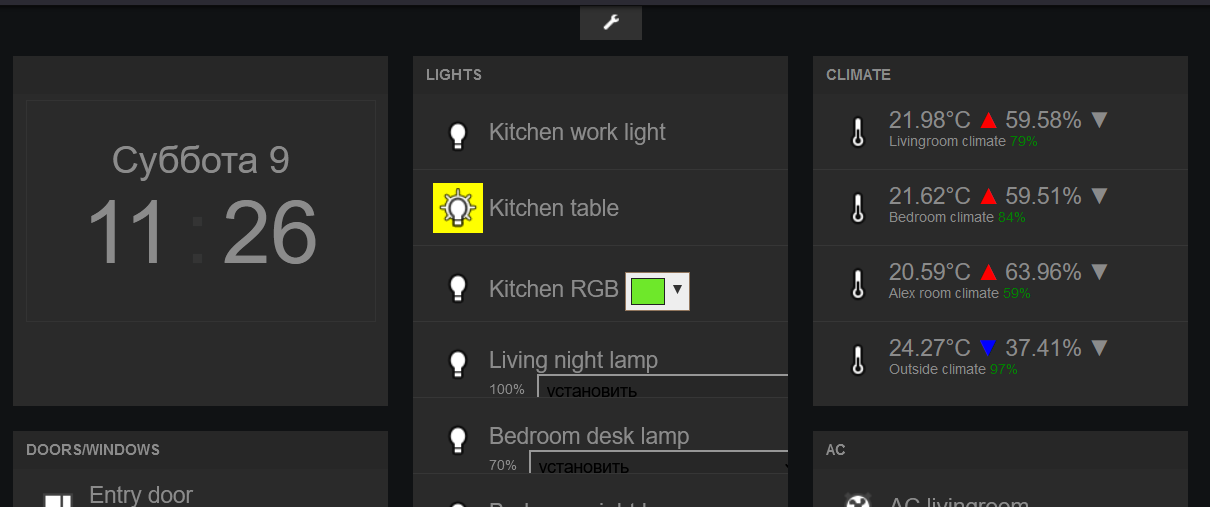 Суббота 9
11 : 26
DOORS/WINDOWS
Entry door
LIGHTS
Kitchen work light
Kitchen table
Kitchen RGB
Living night lamp
100% установить
Bedroom desk lamp
70% установить
CLIMATE
21.98°C ▲ 59.58% ▼
Livingroom climate 79%
21.62°C ▲ 59.51% ▼
Bedroom climate 84%
20.59°C ▲ 63.96% ▼
Alex room climate 59%
24.27°C ▼ 37.41% ▼
Outside climate 97%
AC
AC livingroom